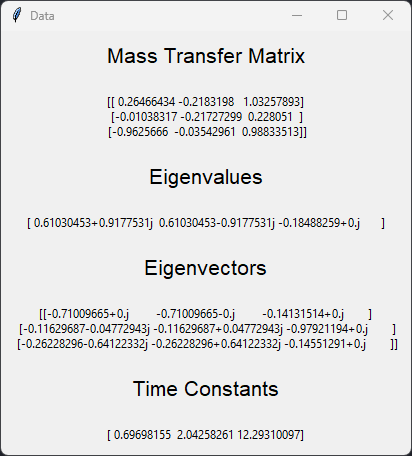 Data
Mass Transfer Matrix
[[ 0.26466434 -0.2183198   1.03257893]
[-0.01038317 -0.21727299  0.228051  ]
[-0.9625666  -0.03542961  0.98833513]]
Eigenvalues
[ 0.61030453+0.9177531j  0.61030453-0.9177531j -0.18488259+0.j       ]
Eigenvectors
[[-0.71009665+0.j         -0.71009665-0.j         -0.14131514+0.j        ]
[-0.11629687-0.04772943j -0.11629687+0.04772943j -0.97921194+0.j        ]
[-0.26228296-0.64122332j -0.26228296+0.64122332j -0.14551291+0.j        ]]
Time Constants
[ 0.69698155  2.04258261 12.29310097]